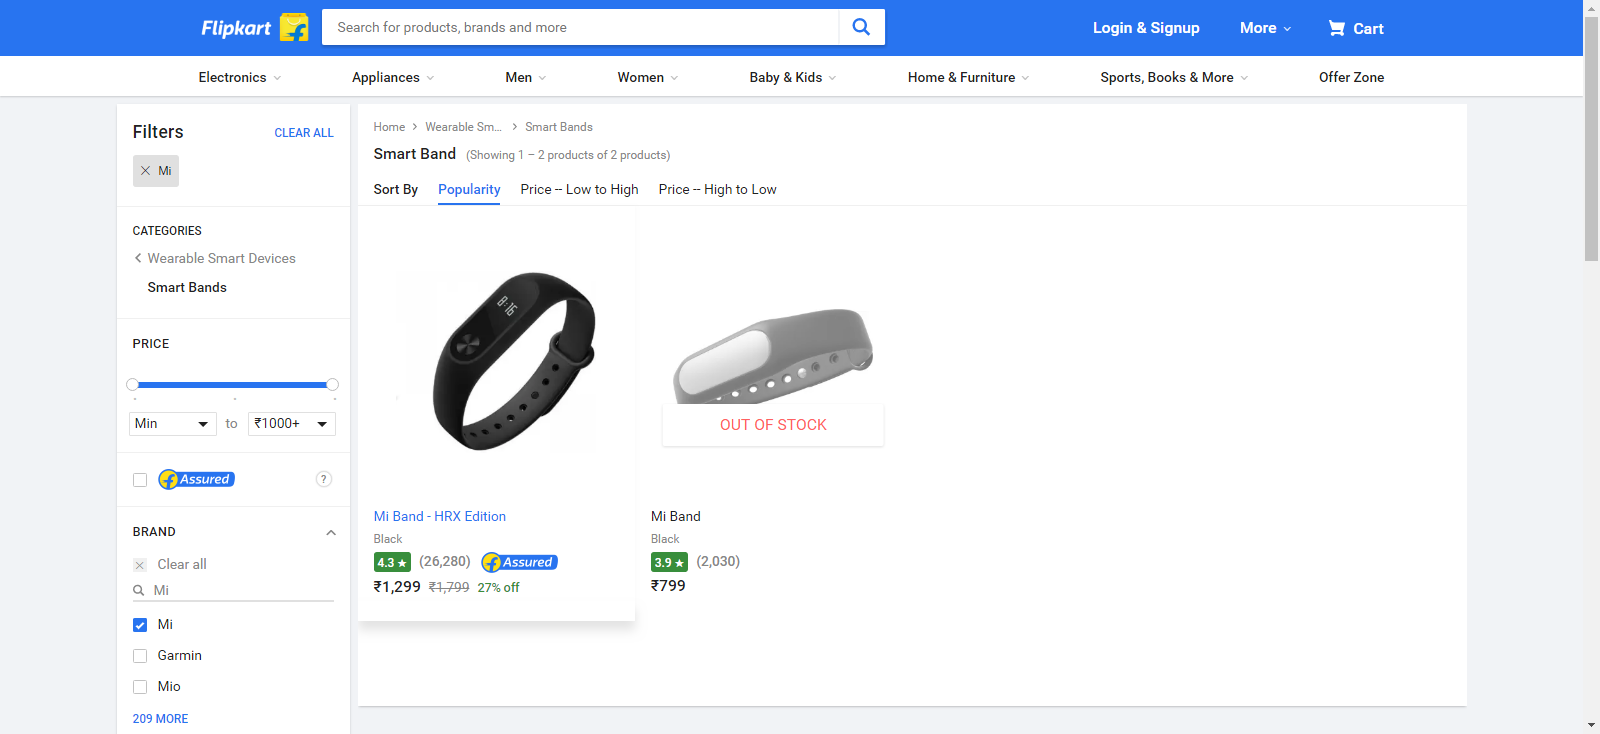 Flipkart
Search for products, brands and more
Login & Signup
More
Cart
Electronics
Appliances
Men
Women
Baby & Kids
Home & Furniture
Sports, Books & More
Offer Zone
Filters
CLEAR ALL
Mi
CATEGORIES
Wearable Smart Devices
Smart Bands
PRICE
Min
to
₹1000+
Assured
?
BRAND
Clear all
Mi
Mi
Garmin
Mio
209 MORE
Home
Wearable Sm...
Smart Bands
Smart Band (Showing 1 – 2 products of 2 products)
Sort By
Popularity
Price -- Low to High
Price -- High to Low
8:16
Mi Band - HRX Edition
Black
4.3 ★ (26,280) Assured
₹1,299 ₹1,799 27% off
OUT OF STOCK
Mi Band
Black
3.9 ★ (2,030)
₹799